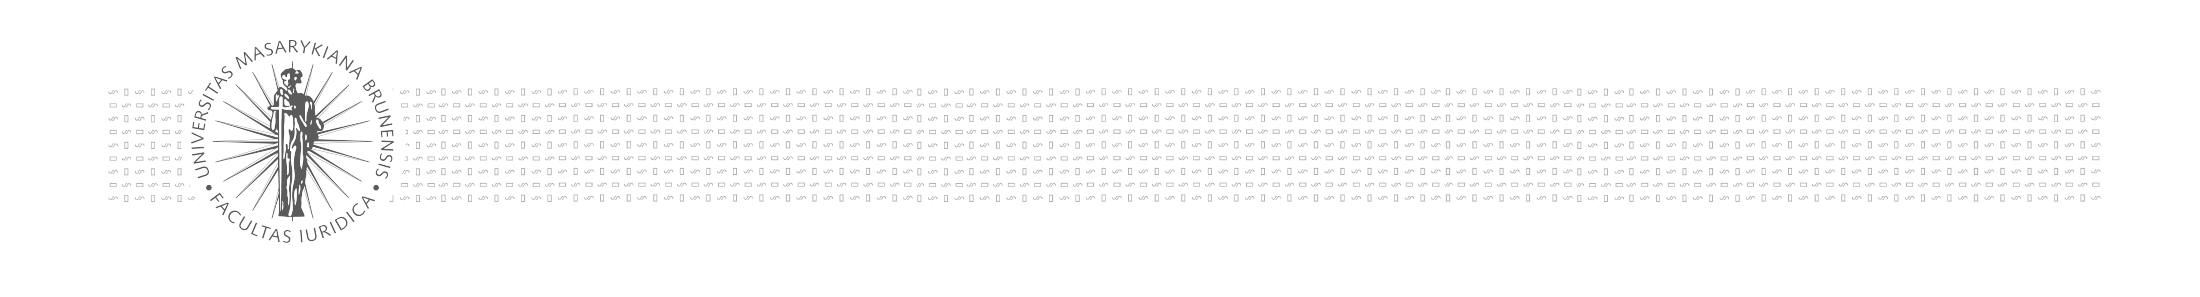 UNIVERSITAS MASARYKIANA BRUNENSIS
• FACULTAS IURIDICA •